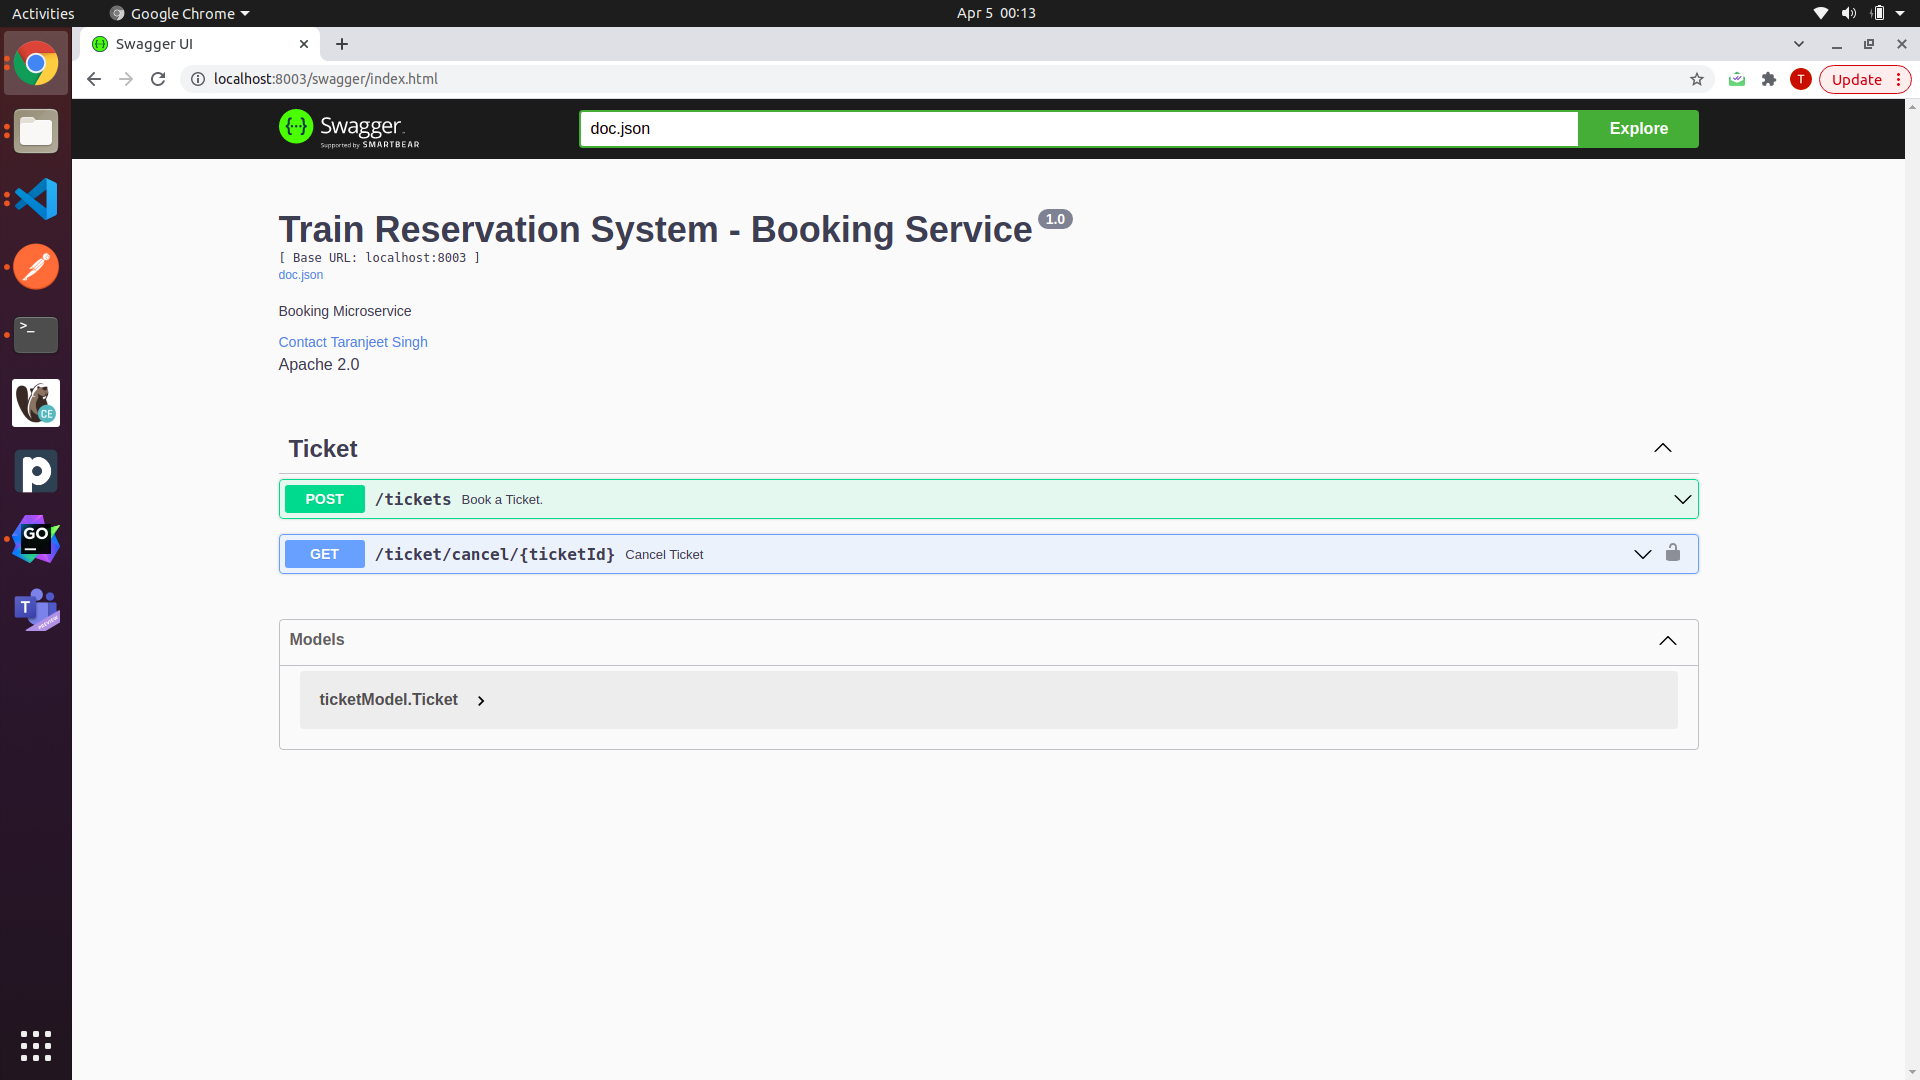 Activities
Google Chrome
Apr 5 00:13
Swagger UI
localhost:8003/swagger/index.html
T
Update
Swagger
Supported by SMARTBEAR
doc.json
Explore
Train Reservation System - Booking Service 1.0
[ Base URL: localhost:8003 ]
doc.json
Booking Microservice
Contact Taranjeet Singh
Apache 2.0
Ticket
POST /tickets Book a Ticket.
GET /ticket/cancel/{ticketId} Cancel Ticket
Models
ticketModel.Ticket
>_
CE
p
GO
T
PREVIEW